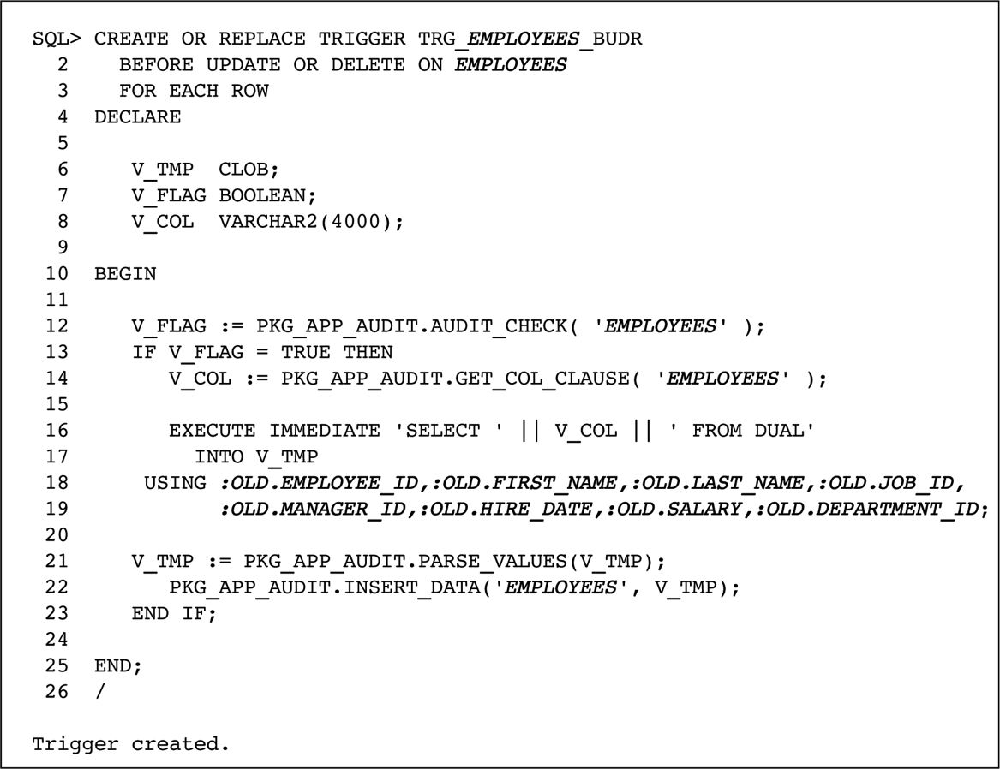 SQL> CREATE OR REPLACE TRIGGER TRG_EMPLOYEES_BUDR
  2    BEFORE UPDATE OR DELETE ON EMPLOYEES
  3    FOR EACH ROW
  4  DECLARE
  5
  6     V_TMP  CLOB;
  7     V_FLAG BOOLEAN;
  8     V_COL  VARCHAR2(4000);
  9
 10  BEGIN
 11
 12     V_FLAG := PKG_APP_AUDIT.AUDIT_CHECK( 'EMPLOYEES' );
 13     IF V_FLAG = TRUE THEN
 14        V_COL := PKG_APP_AUDIT.GET_COL_CLAUSE( 'EMPLOYEES' );
 15
 16        EXECUTE IMMEDIATE 'SELECT ' || V_COL || ' FROM DUAL'
 17          INTO V_TMP
 18      USING :OLD.EMPLOYEE_ID,:OLD.FIRST_NAME,:OLD.LAST_NAME,:OLD.JOB_ID,
 19            :OLD.MANAGER_ID,:OLD.HIRE_DATE,:OLD.SALARY,:OLD.DEPARTMENT_ID;
 20
 21     V_TMP := PKG_APP_AUDIT.PARSE_VALUES(V_TMP);
 22        PKG_APP_AUDIT.INSERT_DATA('EMPLOYEES', V_TMP);
 23     END IF;
 24
 25  END;
 26  /
Trigger created.